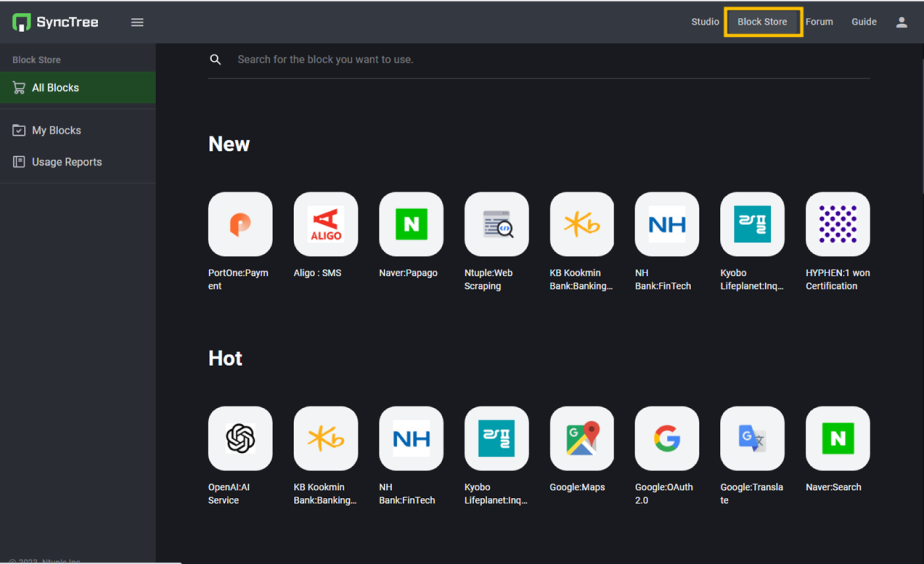 SyncTree
Studio
Block Store
Forum
Guide
Block Store
All Blocks
My Blocks
Usage Reports
Search for the block you want to use.
New
ALIGO
N
NH
라플
PortOne:Paym
ent
Aligo : SMS
Naver:Papago
Ntuple:Web
Scraping
KB Kookmin
Bank:Banking...
NH
Bank:FinTech
Kyobo
Lifeplanet:Inq...
HYPHEN:1 won
Certification
Hot
NH
라플
G
G
G
N
OpenAI:AI
Service
KB Kookmin
Bank:Banking...
NH
Bank:FinTech
Kyobo
Lifeplanet:Inq...
Google:Maps
Google:OAuth
2.0
Google:Transla
te
Naver:Search
© 2023. Ntuple Inc.